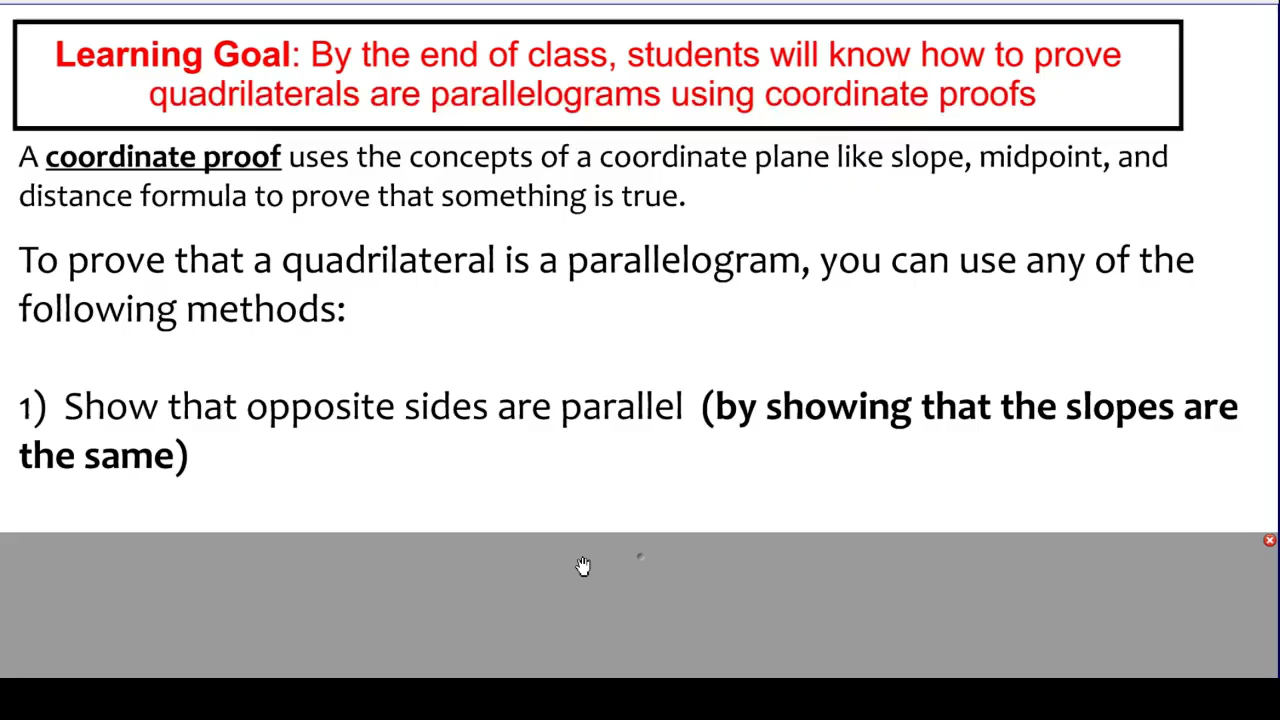 Learning Goal: By the end of class, students will know how to prove
quadrilaterals are parallelograms using coordinate proofs
A coordinate proof uses the concepts of a coordinate plane like slope, midpoint, and
distance formula to prove that something is true.
To prove that a quadrilateral is a parallelogram, you can use any of the
following methods:
1) Show that opposite sides are parallel (by showing that the slopes are
the same)